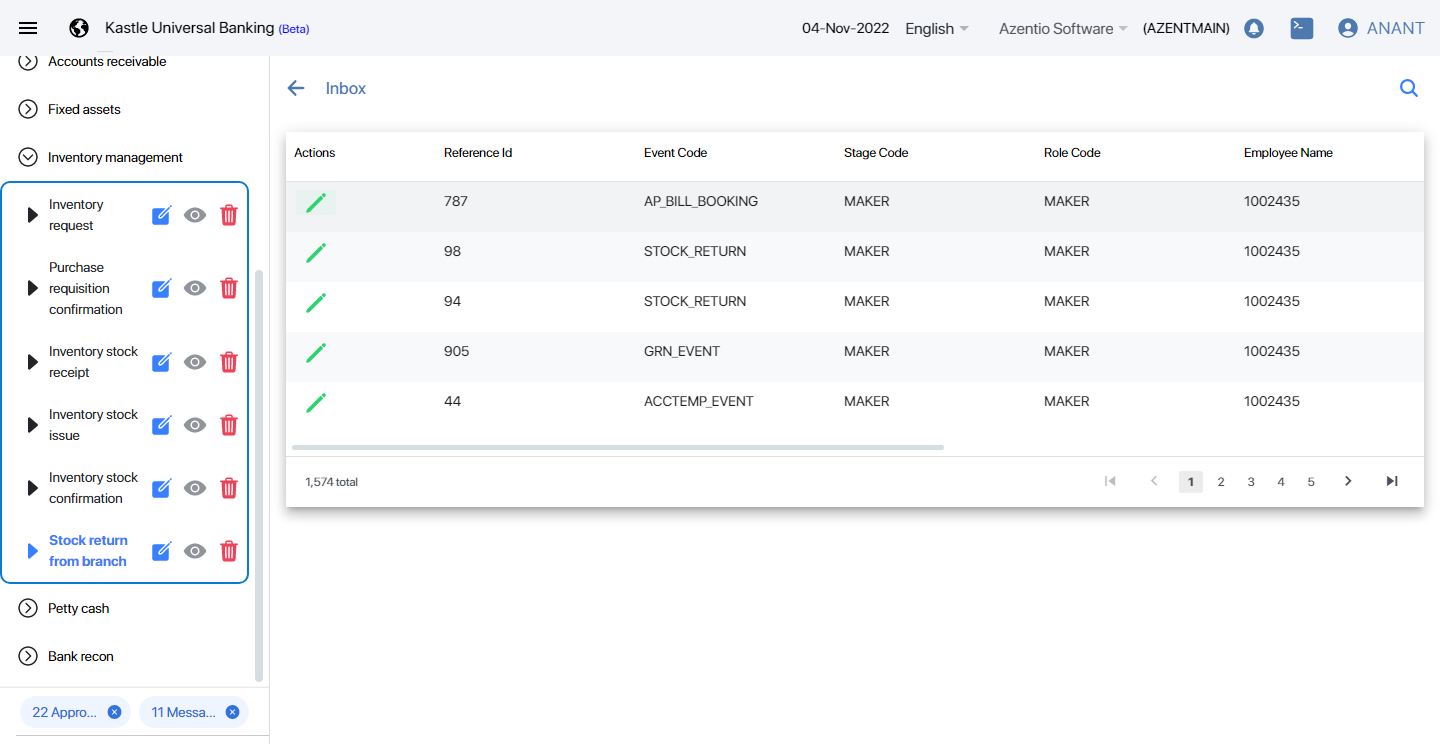 Kastle Universal Banking (Beta)
04-Nov-2022 English Azentio Software (AZENTMAIN) ANANT
Accounts receivable
Fixed assets
Inventory management
Inventory
request
Purchase
requisition
confirmation
Inventory stock
receipt
Inventory stock
issue
Inventory stock
confirmation
Stock return
from branch
Petty cash
Bank recon
22 Appro...
11 Messa...
Inbox
Actions Reference Id Event Code Stage Code Role Code Employee Name
787 AP_BILL_BOOKING MAKER MAKER 1002435
98 STOCK_RETURN MAKER MAKER 1002435
94 STOCK_RETURN MAKER MAKER 1002435
905 GRN_EVENT MAKER MAKER 1002435
44 ACCTEMP_EVENT MAKER MAKER 1002435
1,574 total 1 2 3 4 5